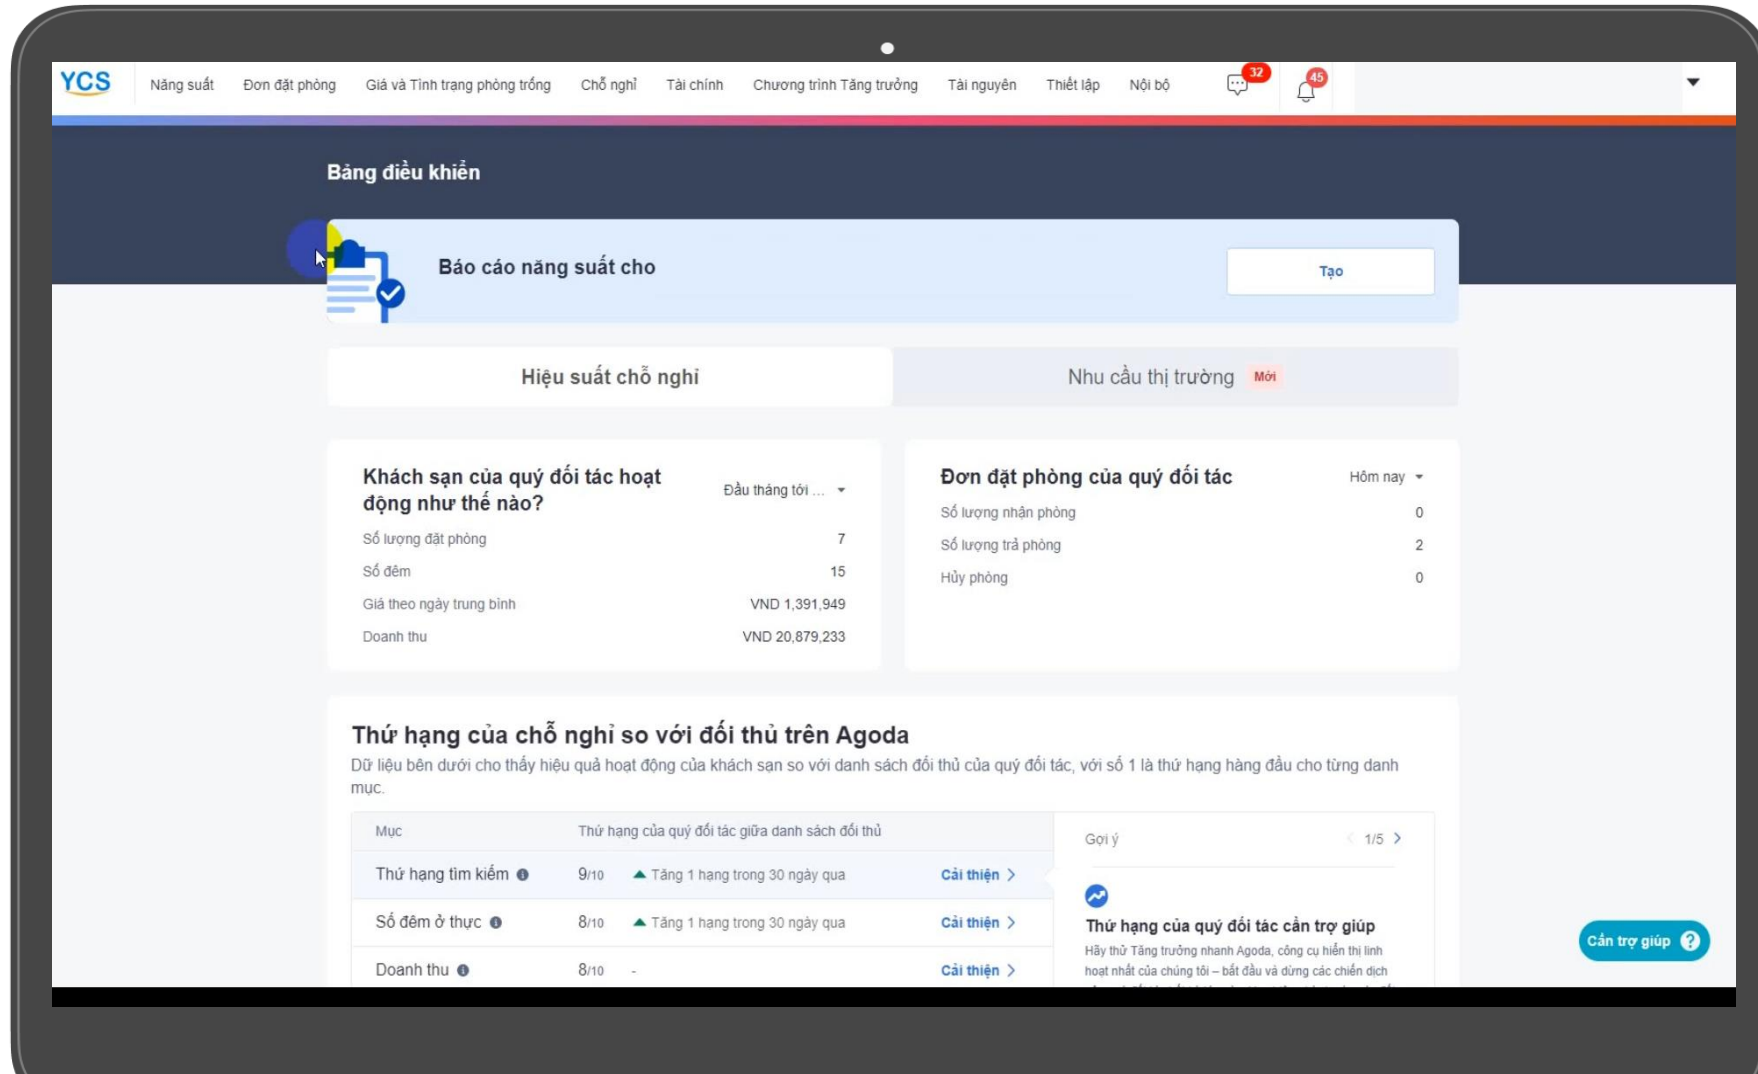 YCS
Năng suất
Đơn đặt phòng
Giá và Tình trạng phòng trống
Chỗ nghỉ
Tài chính
Chương trình Tăng trưởng
Tài nguyên
Thiết lập
Nội bộ
32
45
Bảng điều khiển
Báo cáo năng suất cho
Tạo
Hiệu suất chỗ nghỉ
Nhu cầu thị trường Mới
Khách sạn của quý đối tác hoạt
động như thế nào?
Đầu tháng tới ...
Số lượng đặt phòng 7
Số đêm 15
Giá theo ngày trung bình VND 1,391,949
Doanh thu VND 20,879,233
Đơn đặt phòng của quý đối tác Hôm nay
Số lượng nhận phòng 0
Số lượng trả phòng 2
Hủy phòng 0
Thứ hạng của chỗ nghỉ so với đối thủ trên Agoda
Dữ liệu bên dưới cho thấy hiệu quả hoạt động của khách sạn so với danh sách đối thủ của quý đối tác, với số 1 là thứ hạng hàng đầu cho từng danh
mục.
Mục Thứ hạng của quý đối tác giữa danh sách đối thủ
Thứ hạng tìm kiếm 9/10 Tăng 1 hạng trong 30 ngày qua Cải thiện
Số đêm ở thực 8/10 Tăng 1 hạng trong 30 ngày qua Cải thiện
Doanh thu 8/10 - Cải thiện
Gợi ý 1/5
Thứ hạng của quý đối tác cần trợ giúp
Hãy thử Tăng trưởng nhanh Agoda, công cụ hiển thị linh
hoạt nhất của chúng tôi – bắt đầu và dừng các chiến dịch
Cần trợ giúp